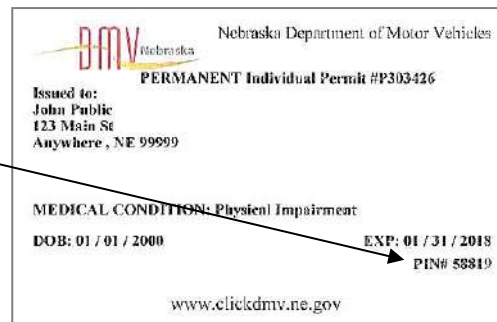 DMV Nebraska
Nebraska Department of Motor Vehicles
PERMANENT Individual Permit #P303426
Issued to:
John Public
123 Main St
Anywhere , NE 99999
MEDICAL CONDITION: Physical Impairment
DOB: 01 / 01 / 2000
EXP: 01 / 31 / 2018
PIN# 58819
www.clickdmv.ne.gov